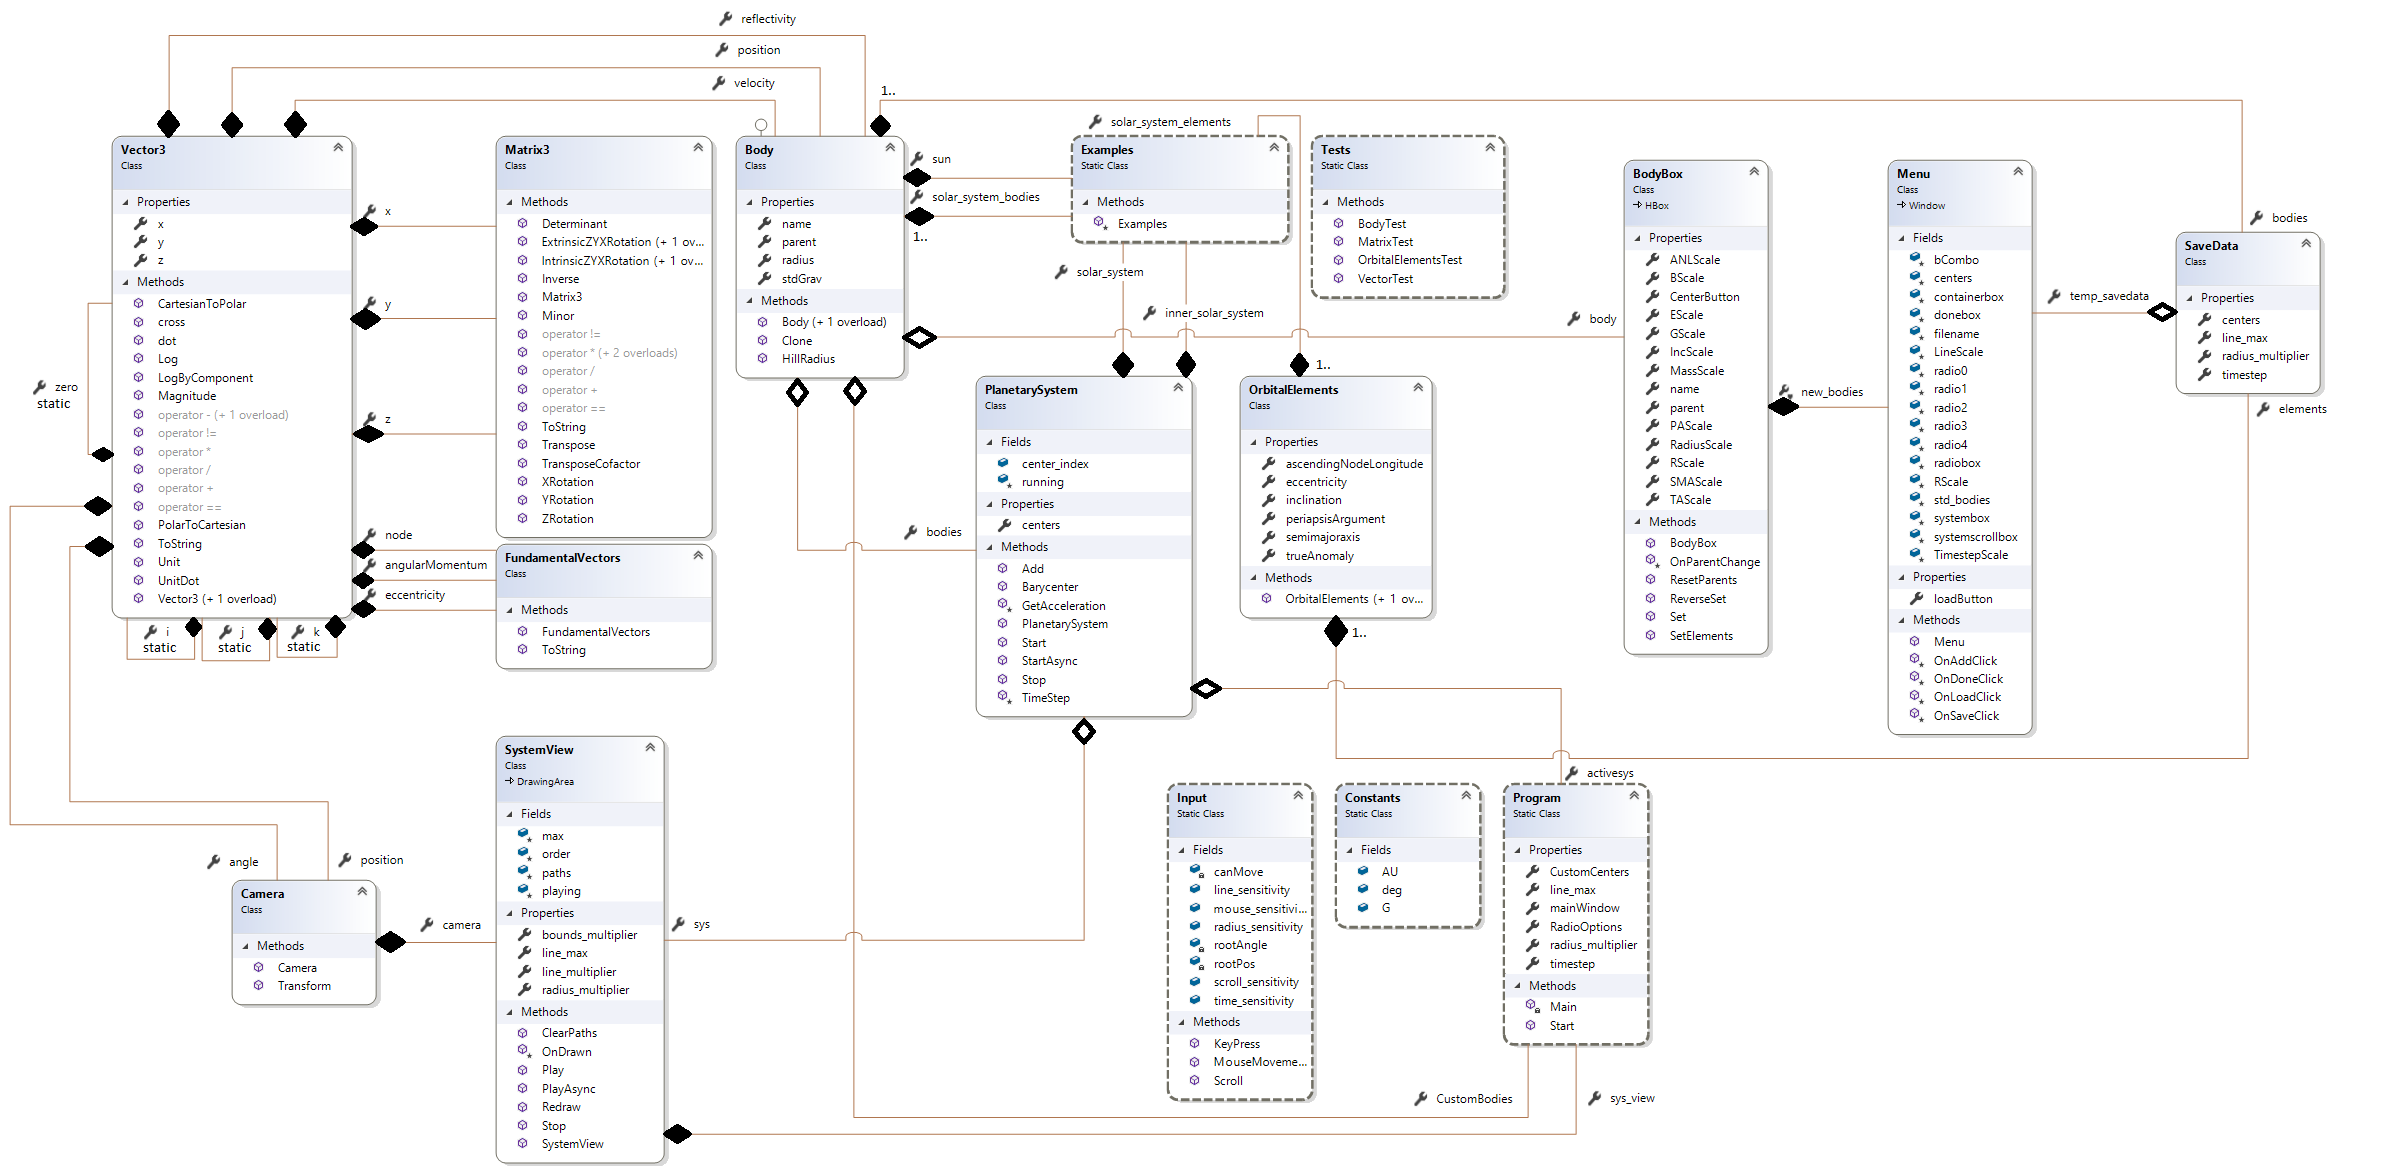 reflectivity
position
velocity
1..
solar_system_elements
Vector3
Class
Properties
x
y
z
Methods
CartesianToPolar
cross
dot
Log
LogByComponent
Magnitude
operator - (+ 1 overload)
operator !=
operator *
operator /
operator +
operator ==
PolarToCartesian
ToString
Unit
UnitDot
Vector3 (+ 1 overload)
zero
static
i
static
j
static
k
static
x
y
z
node
angularMomentum
eccentricity
Matrix3
Class
Methods
Determinant
ExtrinsicZYXRotation (+ 1 ov...
IntrinsicZYXRotation (+ 1 ov...
Inverse
Matrix3
Minor
operator !=
operator * (+ 2 overloads)
operator /
operator +
operator ==
ToString
Transpose
TransposeCofactor
XRotation
YRotation
ZRotation
FundamentalVectors
Class
Methods
FundamentalVectors
ToString
Body
Class
Properties
name
parent
radius
stdGrav
Methods
Body (+ 1 overload)
Clone
HillRadius
sun
solar_system_bodies
1..
Examples
Static Class
Methods
Examples
solar_system
inner_solar_system
Tests
Static Class
Methods
BodyTest
MatrixTest
OrbitalElementsTest
VectorTest
body
bodies
PlanetarySystem
Class
Fields
center_index
running
Properties
centers
Methods
Add
Barycenter
GetAcceleration
PlanetarySystem
Start
StartAsync
Stop
TimeStep
1..
OrbitalElements
Class
Properties
ascendingNodeLongitude
eccentricity
inclination
periapsisArgument
semimajoraxis
trueAnomaly
Methods
OrbitalElements (+ 1 ov...
1..
BodyBox
Class
HBox
Properties
ANLScale
BScale
CenterButton
EScale
GScale
IncScale
MassScale
name
parent
PAScale
RadiusScale
RScale
SMAScale
TAScale
Methods
BodyBox
OnParentChange
ResetParents
ReverseSet
Set
SetElements
new_bodies
Menu
Class
Window
Fields
bCombo
centers
containerbox
donebox
filename
LineScale
radio0
radio1
radio2
radio3
radio4
radiobox
RScale
std_bodies
systembox
systemscrollbox
TimestepScale
Properties
loadButton
Methods
Menu
OnAddClick
OnDoneClick
OnLoadClick
OnSaveClick
temp_savedata
bodies
SaveData
Class
Properties
centers
line_max
radius_multiplier
timestep
elements
angle
position
Camera
Class
Methods
Camera
Transform
camera
SystemView
Class
DrawingArea
Fields
max
order
paths
playing
Properties
bounds_multiplier
line_max
line_multiplier
radius_multiplier
Methods
ClearPaths
OnDrawn
Play
PlayAsync
Redraw
Stop
SystemView
sys
Input
Static Class
Fields
canMove
line_sensitivity
mouse_sensitivi...
radius_sensitivity
rootAngle
rootPos
scroll_sensitivity
time_sensitivity
Methods
KeyPress
MouseMoveme...
Scroll
Constants
Static Class
Fields
AU
deg
G
activesys
Program
Static Class
Properties
CustomCenters
line_max
mainWindow
RadioOptions
radius_multiplier
timestep
Methods
Main
Start
CustomBodies
sys_view